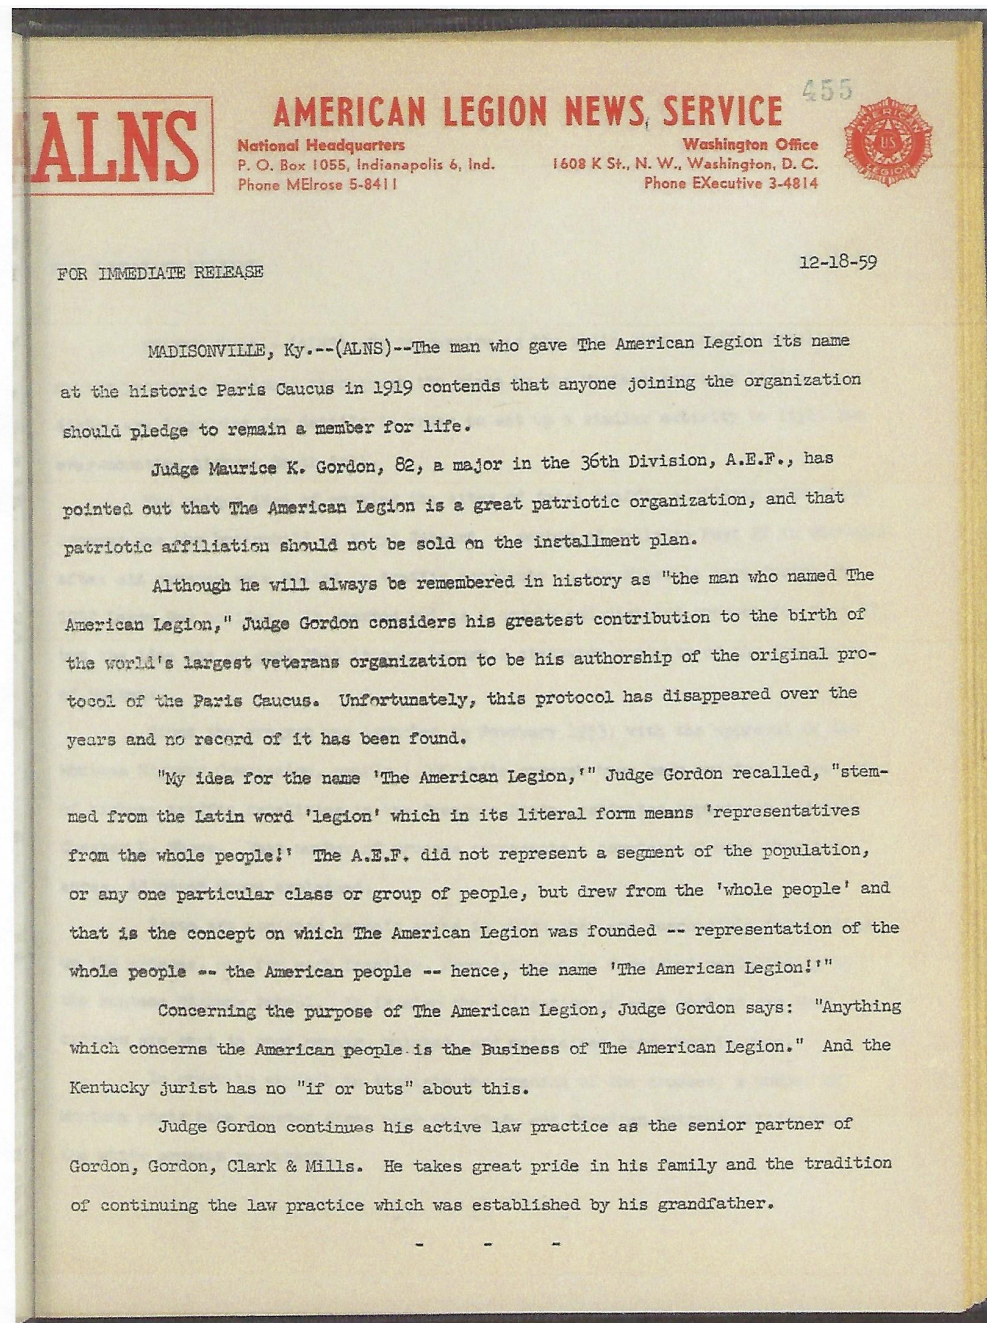 455
ALNS
AMERICAN LEGION NEWS SERVICE
National Headquarters
P. O. Box 1055, Indianapolis 6, Ind.
Phone MElrose 5-8411
Washington Office
1608 K St., N. W., Washington, D. C.
Phone EXecutive 3-4814
AMERICAN
US
LEGION
FOR IMMEDIATE RELEASE
12-18-59
MADISONVILLE, Ky.--(ALNS)--The man who gave The American Legion its name
at the historic Paris Caucus in 1919 contends that anyone joining the organization
should pledge to remain a member for life.
Judge Maurice K. Gordon, 82, a major in the 36th Division, A.E.F., has
pointed out that The American Legion is a great patriotic organization, and that
patriotic affiliation should not be sold on the installment plan.
Although he will always be remembered in history as "the man who named The
American Legion," Judge Gordon considers his greatest contribution to the birth of
the world's largest veterans organization to be his authorship of the original pro-
tocol of the Paris Caucus. Unfortunately, this protocol has disappeared over the
years and no record of it has been found.
"My idea for the name 'The American Legion,'" Judge Gordon recalled, "stem-
med from the Latin word 'legion' which in its literal form means 'representatives
from the whole people!' The A.E.F. did not represent a segment of the population,
or any one particular class or group of people, but drew from the 'whole people' and
that is the concept on which The American Legion was founded -- representation of the
whole people -- the American people -- hence, the name 'The American Legion!'"
Concerning the purpose of The American Legion, Judge Gordon says: "Anything
which concerns the American people is the Business of The American Legion." And the
Kentucky jurist has no "if or buts" about this.
Judge Gordon continues his active law practice as the senior partner of
Gordon, Gordon, Clark & Mills. He takes great pride in his family and the tradition
of continuing the law practice which was established by his grandfather.
- - -